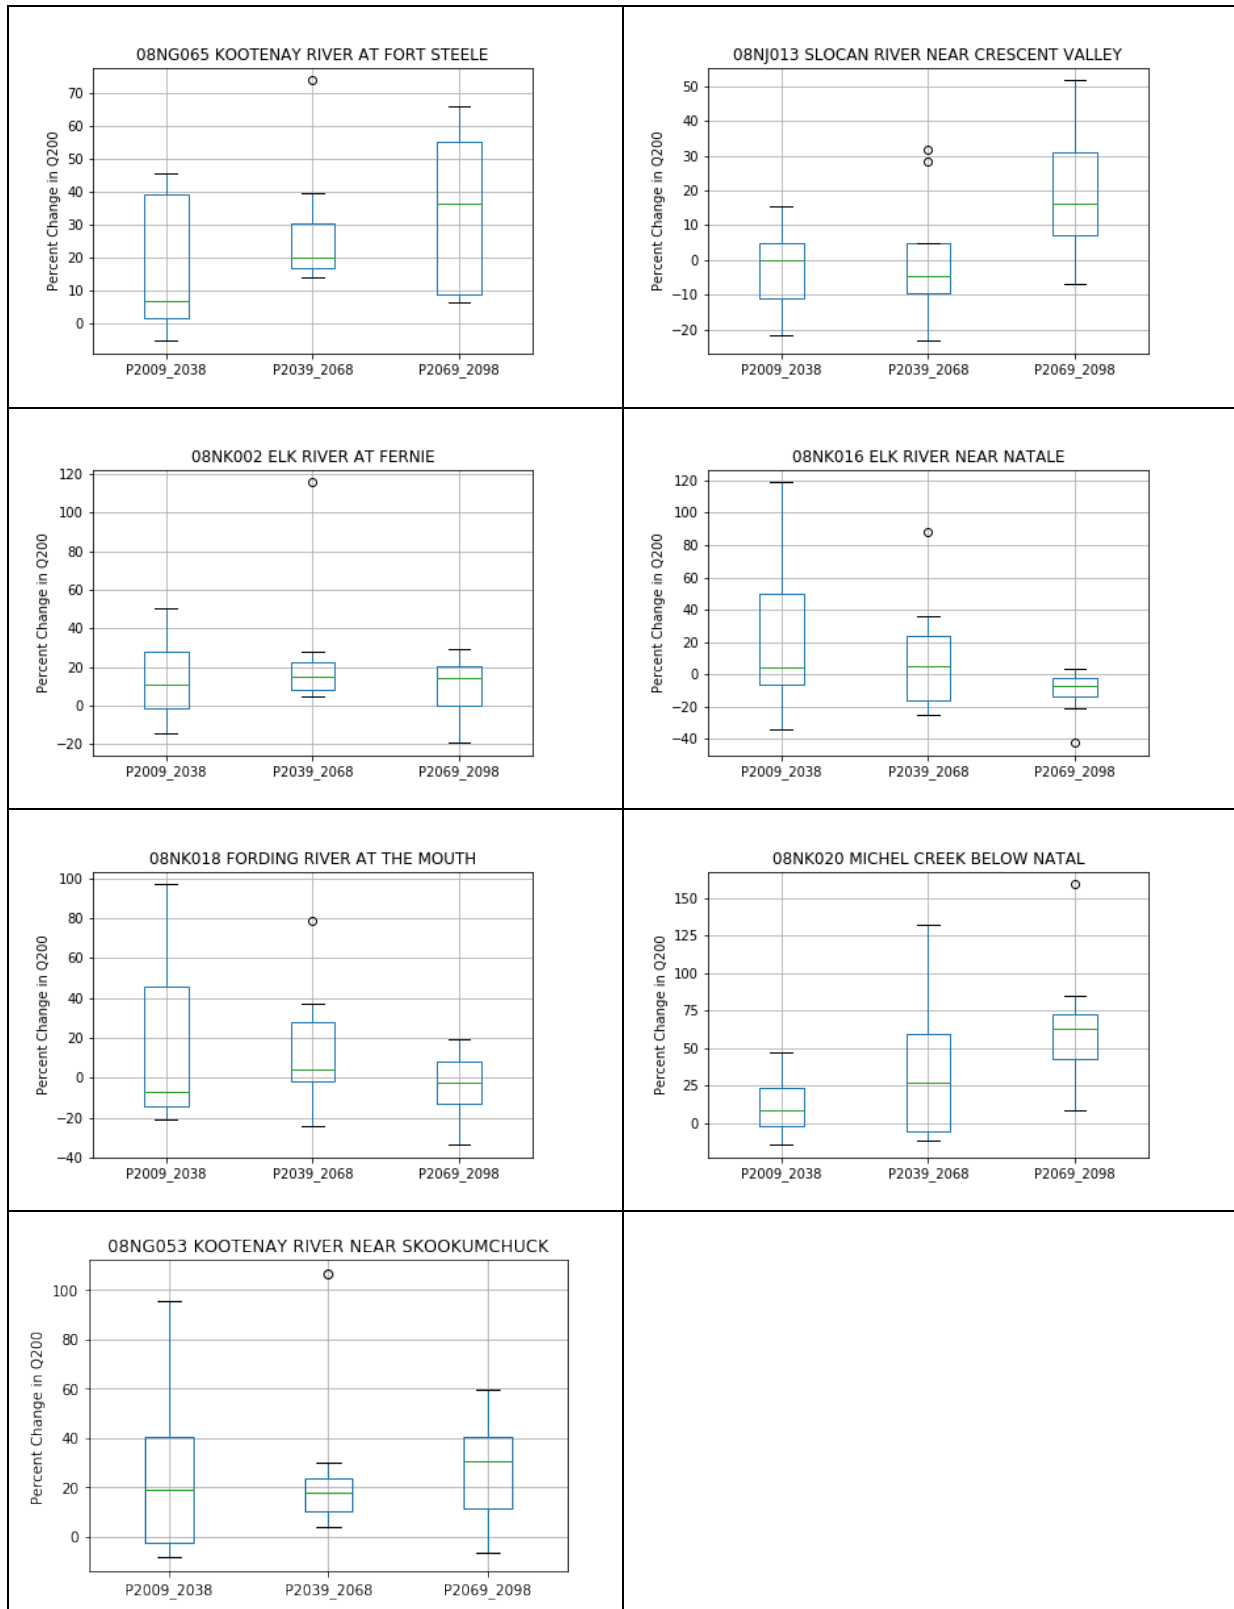 08NG065 KOOTENAY RIVER AT FORT STEELE
Percent Change in Q200
70
60
50
40
30
20
10
0
P2009_2038 P2039_2068 P2069_2098
08NJ013 SLOCAN RIVER NEAR CRESCENT VALLEY
Percent Change in Q200
50
40
30
20
10
0
−10
−20
P2009_2038 P2039_2068 P2069_2098
08NK002 ELK RIVER AT FERNIE
Percent Change in Q200
120
100
80
60
40
20
0
−20
P2009_2038 P2039_2068 P2069_2098
08NK016 ELK RIVER NEAR NATALE
Percent Change in Q200
120
100
80
60
40
20
0
−20
−40
P2009_2038 P2039_2068 P2069_2098
08NK018 FORDING RIVER AT THE MOUTH
Percent Change in Q200
100
80
60
40
20
0
−20
−40
P2009_2038 P2039_2068 P2069_2098
08NK020 MICHEL CREEK BELOW NATAL
Percent Change in Q200
150
125
100
75
50
25
0
P2009_2038 P2039_2068 P2069_2098
08NG053 KOOTENAY RIVER NEAR SKOOKUMCHUCK
Percent Change in Q200
100
80
60
40
20
0
P2009_2038 P2039_2068 P2069_2098